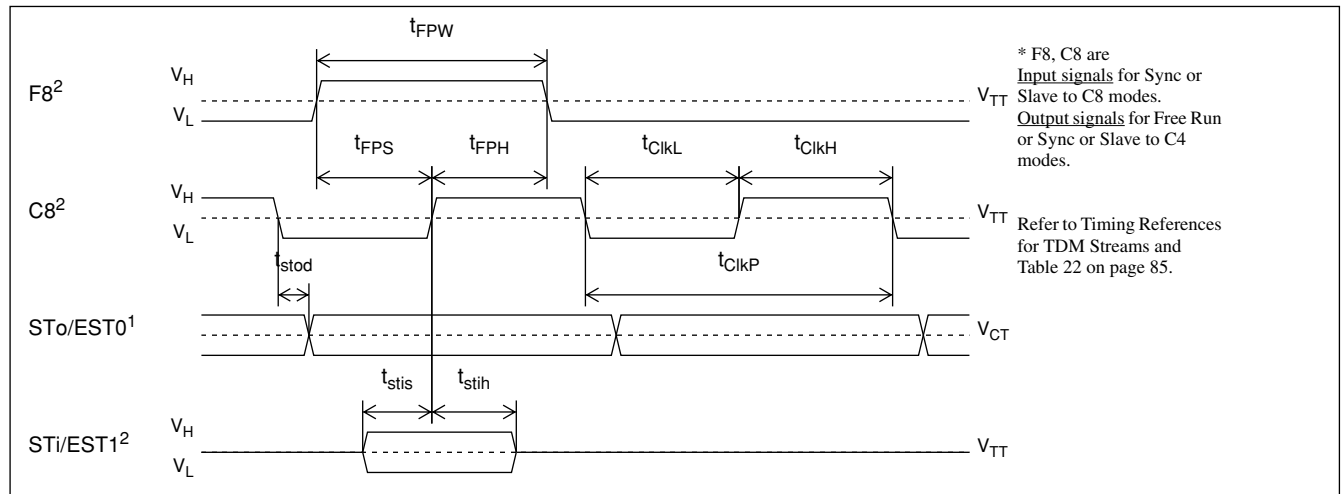 tFPW
F8²
VH
VL
VTT
tFPS
tFPH
tClkL
tClkH
C8²
VH
VL
VTT
tstod
tClkP
STo/EST0¹
VCT
tstis
tstih
STi/EST1²
VH
VL
VTT
* F8, C8 are
Input signals for Sync or
Slave to C8 modes.
Output signals for Free Run
or Sync or Slave to C4
modes.
Refer to Timing References
for TDM Streams and
Table 22 on page 85.